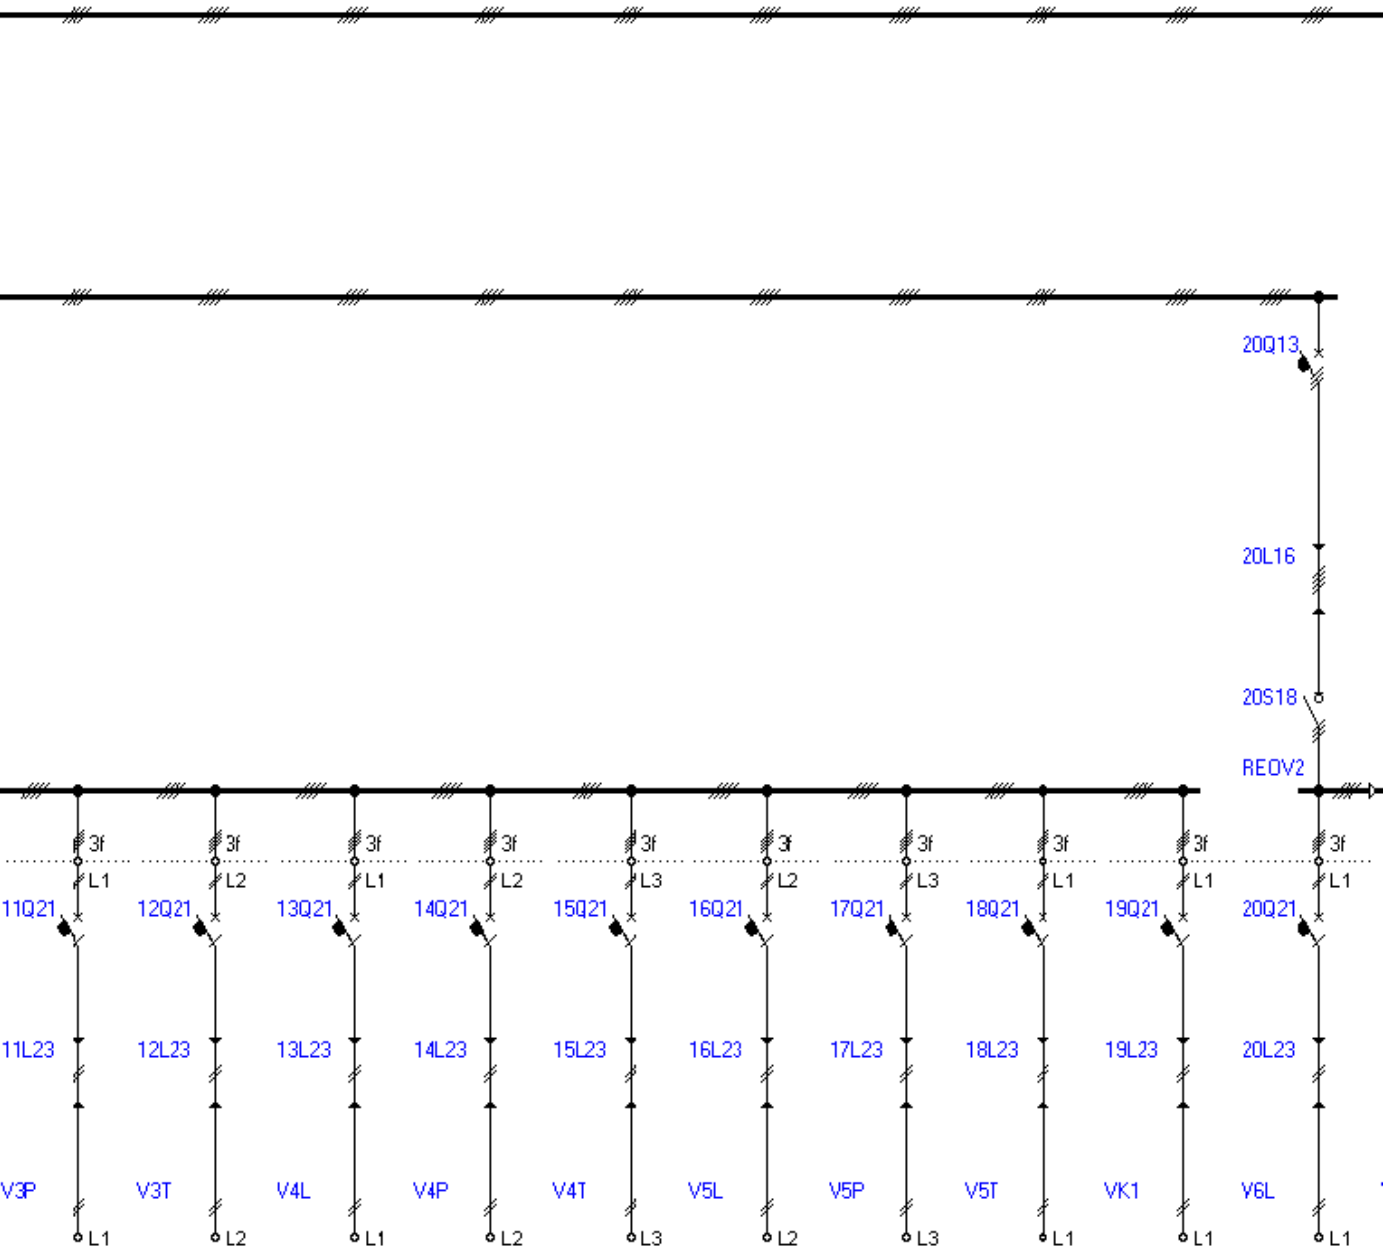 20Q13
20L16
20S18
REOV2
3f 3f 3f 3f 3f 3f 3f 3f 3f 3f
L1 L2 L1 L2 L3 L2 L3 L1 L1 L1
11Q21 12Q21 13Q21 14Q21 15Q21 16Q21 17Q21 18Q21 19Q21 20Q21
11L23 12L23 13L23 14L23 15L23 16L23 17L23 18L23 19L23 20L23
V3P V3T V4L V4P V4T V5L V5P V5T VK1 V6L
L1 L2 L1 L2 L3 L2 L3 L1 L1 L1